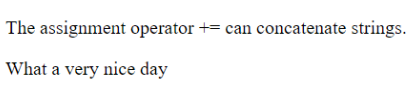 The assignment operator += can concatenate strings.
What a very nice day